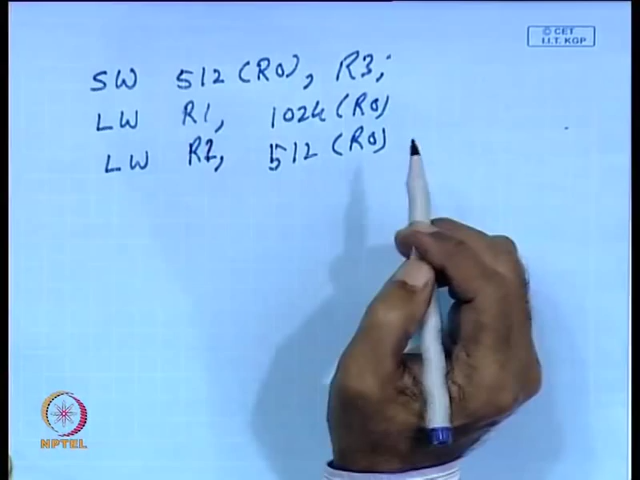 © CET
I.I.T. KGP
SW 512 (R0), R3;
LW R1, 1024 (R0)
LW R2, 512 (R0)
NPTEL